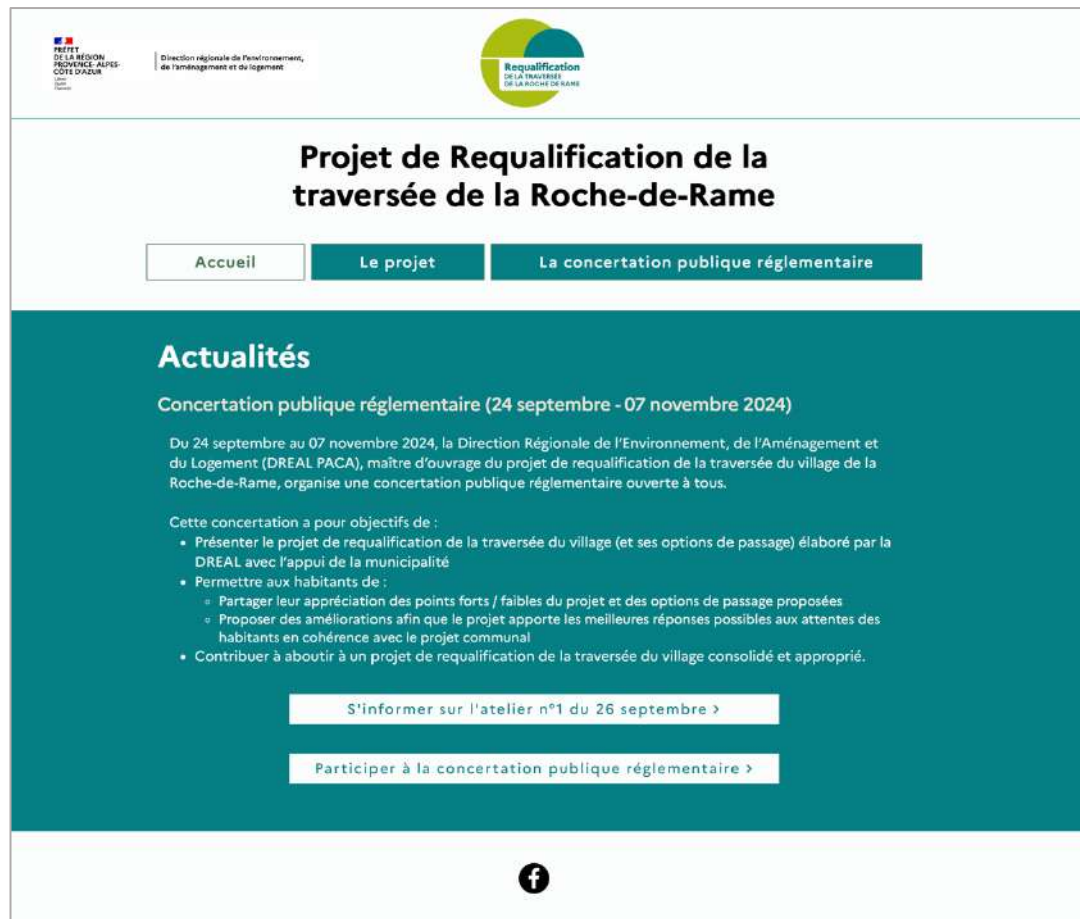 PRÉFET
DE LA RÉGION
PROVENCE-ALPES-
CÔTE D'AZUR
Liberté
Égalité
Fraternité
Direction régionale de l'environnement,
de l'aménagement et du logement
Requalification
DE LA TRAVERSÉE
DE LA ROCHE DE RAME
Projet de Requalification de la
traversée de la Roche-de-Rame
Accueil
Le projet
La concertation publique réglementaire
Actualités
Concertation publique réglementaire (24 septembre - 07 novembre 2024)
Du 24 septembre au 07 novembre 2024, la Direction Régionale de l'Environnement, de l'Aménagement et
du Logement (DREAL PACA), maître d'ouvrage du projet de requalification de la traversée du village de la
Roche-de-Rame, organise une concertation publique réglementaire ouverte à tous.
Cette concertation a pour objectifs de :
• Présenter le projet de requalification de la traversée du village (et ses options de passage) élaboré par la
DREAL avec l'appui de la municipalité
• Permettre aux habitants de :
◦ Partager leur appréciation des points forts / faibles du projet et des options de passage proposées
◦ Proposer des améliorations afin que le projet apporte les meilleures réponses possibles aux attentes des
habitants en cohérence avec le projet communal
• Contribuer à aboutir à un projet de requalification de la traversée du village consolidé et approprié.
S'informer sur l'atelier n°1 du 26 septembre >
Participer à la concertation publique réglementaire >